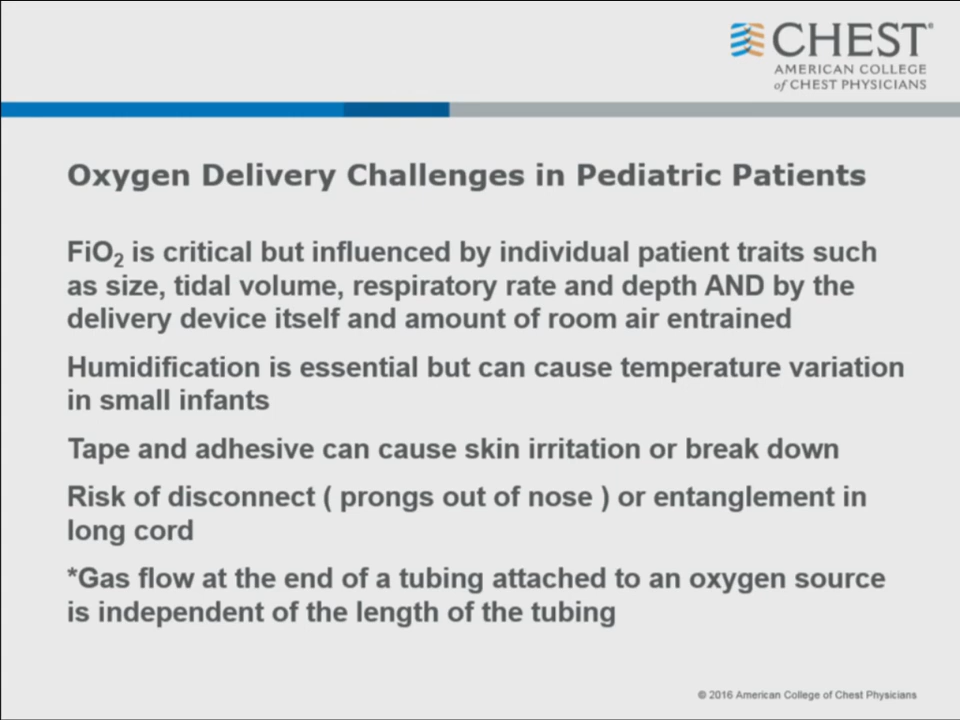 CHEST®
AMERICAN COLLEGE
of CHEST PHYSICIANS
Oxygen Delivery Challenges in Pediatric Patients
FiO₂ is critical but influenced by individual patient traits such
as size, tidal volume, respiratory rate and depth AND by the
delivery device itself and amount of room air entrained
Humidification is essential but can cause temperature variation
in small infants
Tape and adhesive can cause skin irritation or break down
Risk of disconnect ( prongs out of nose ) or entanglement in
long cord
*Gas flow at the end of a tubing attached to an oxygen source
is independent of the length of the tubing
© 2016 American College of Chest Physicians